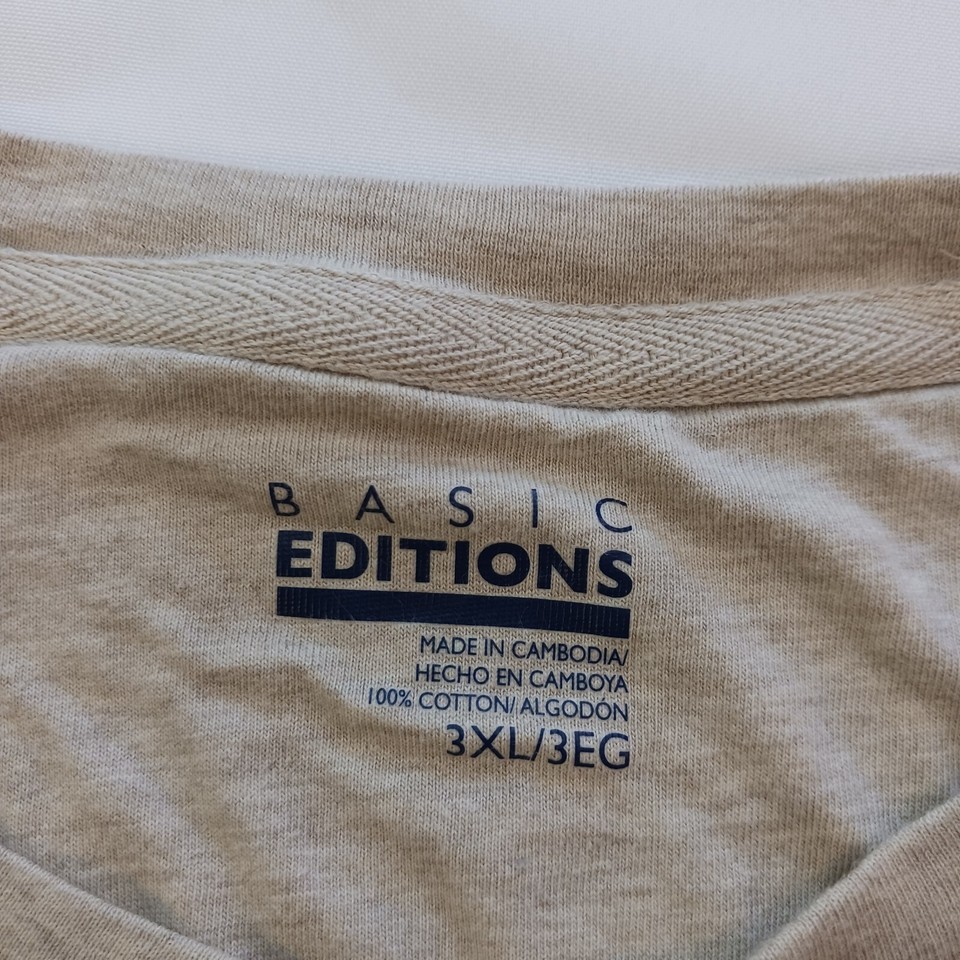 BASIC
EDITIONS
MADE IN CAMBODIA/
HECHO EN CAMBOYA
100% COTTON/ ALGODÓN
3XL/3EG